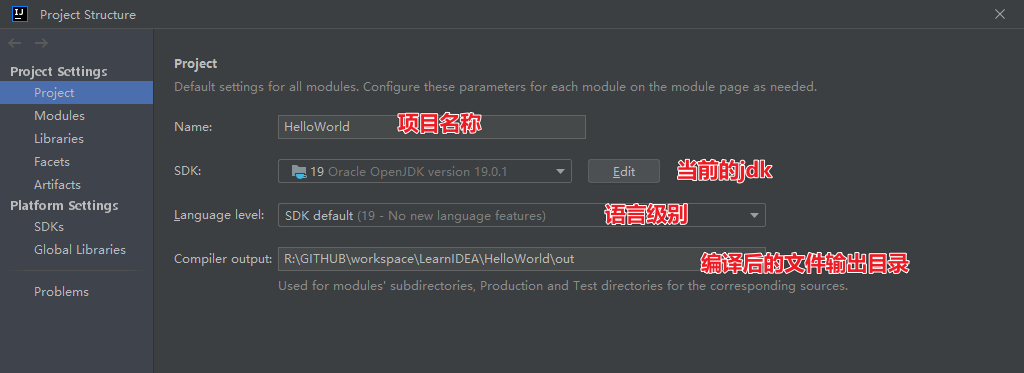 Project Structure
Project Settings
Project
Modules
Libraries
Facets
Artifacts
Platform Settings
SDKs
Global Libraries
Problems
Project
Default settings for all modules. Configure these parameters for each module on the module page as needed.
Name: HelloWorld 项目名称
SDK: 19 Oracle OpenJDK version 19.0.1 Edit 当前的jdk
Language level: SDK default (19 - No new language features) 语言级别
Compiler output: R:\GITHUB\workspace\LearnIDEA\HelloWorld\out 编译后的文件输出目录
Used for modules' subdirectories, Production and Test directories for the corresponding sources.